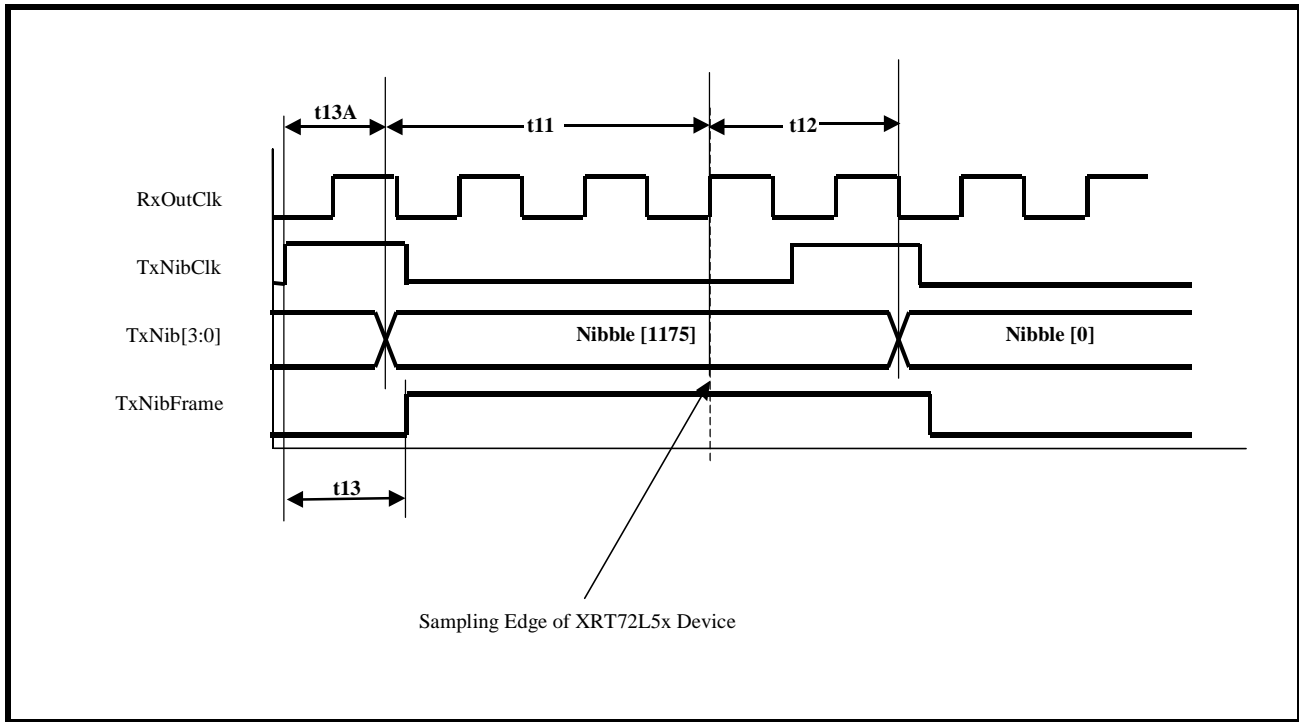 t13A
t11
t12
RxOutClk
TxNibClk
TxNib[3:0]
Nibble [1175]
Nibble [0]
TxNibFrame
t13
Sampling Edge of XRT72L5x Device